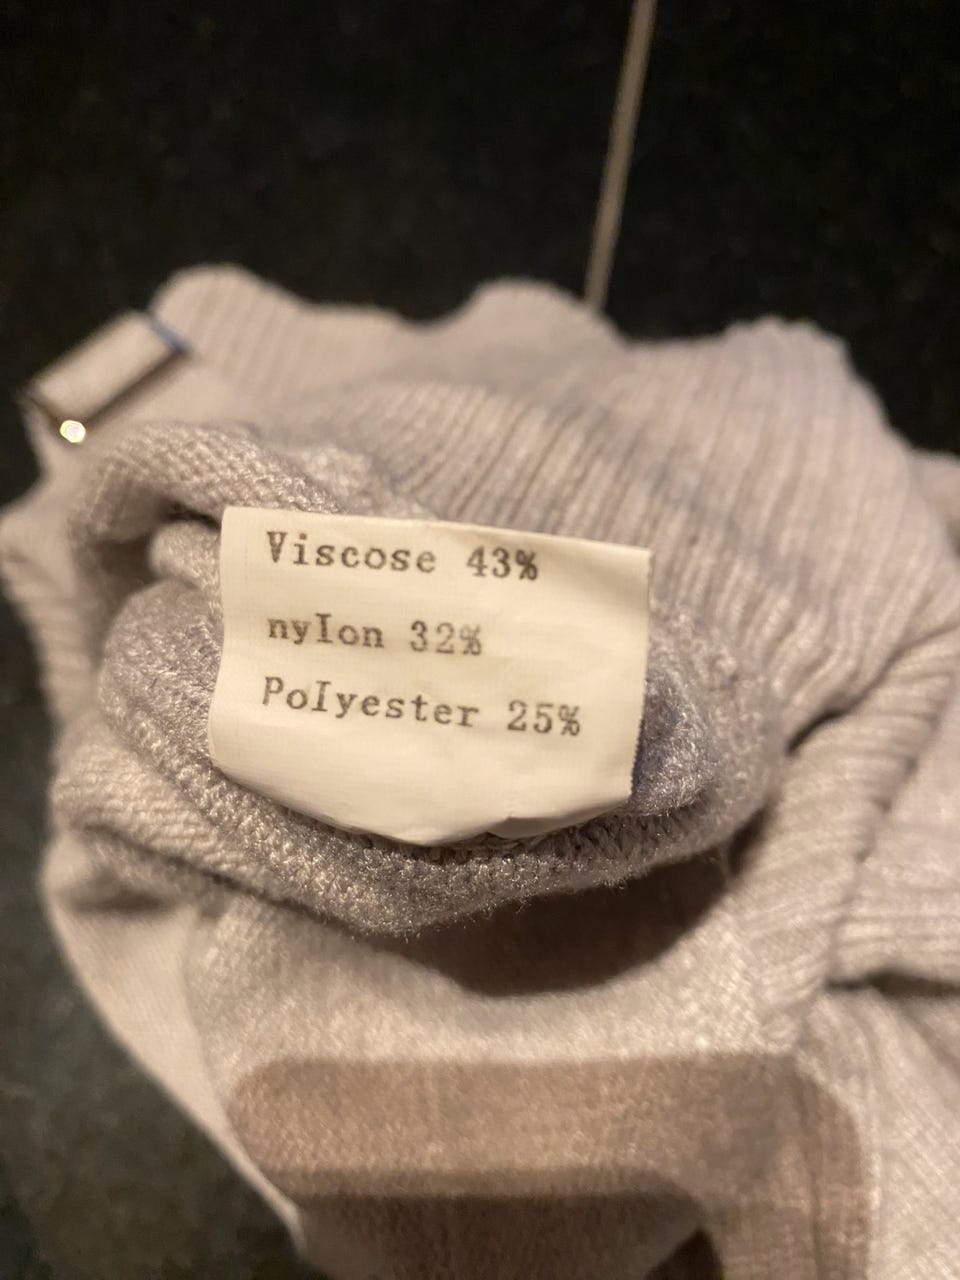 Viscose 43%
nylon 32%
Polyester 25%